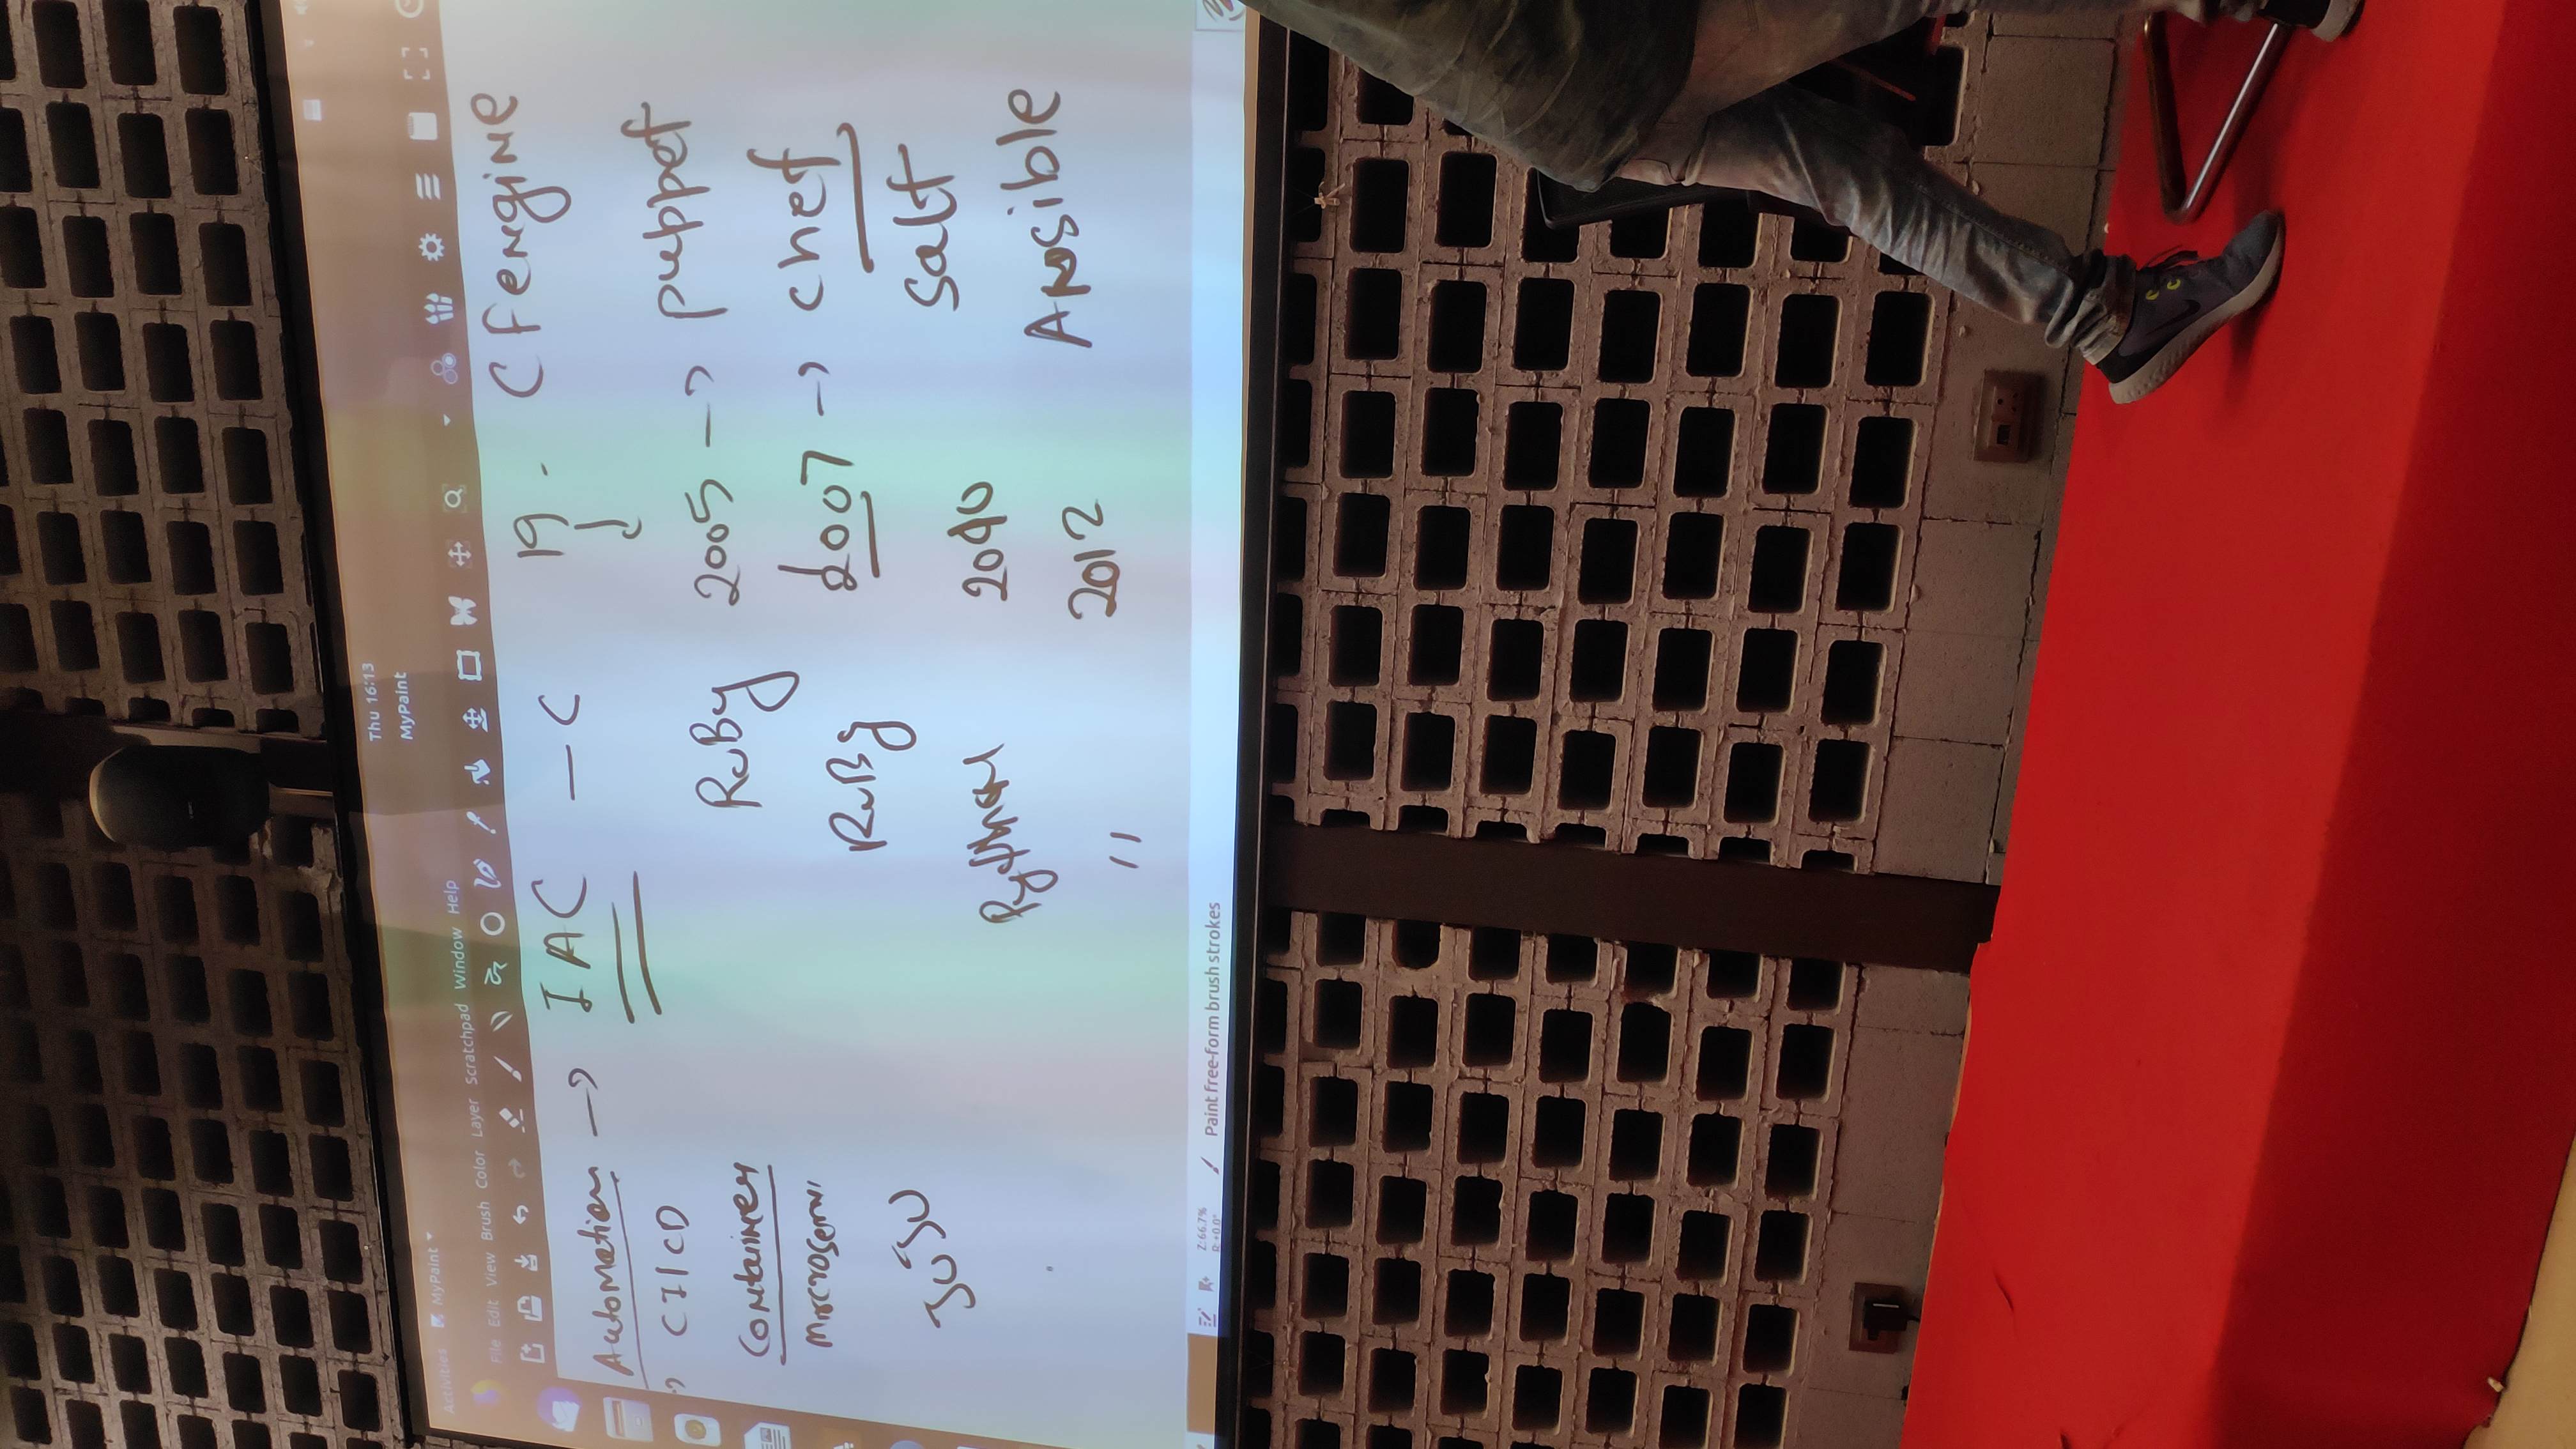 Thu 16:13
MyPaint
Activities MyPaint
File Edit View Brush Color Layer Scratchpad Window Help
Automation → IAC — C 19 - CFengine
CI/CD
RuBy 2005 → puppet
Container
RuBy 2007 → chef
JUJU
Salt
Python 2010
Ansible
" 2012
Z:66.7%
R:+0.0°
Paint free-form brush strokes